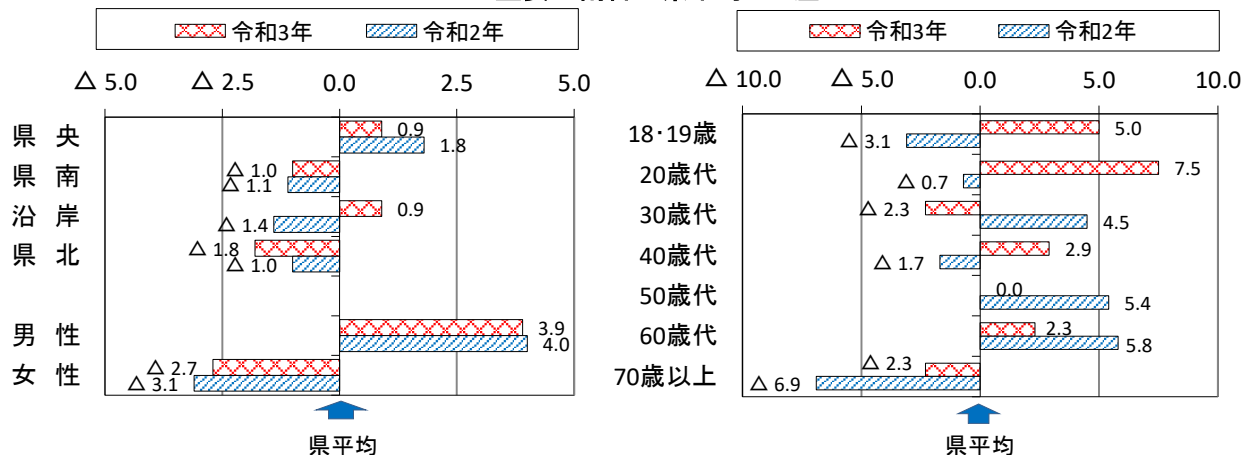 令和3年 令和2年
△ 5.0 △ 2.5 0.0 2.5 5.0
県 央 0.9
1.8
県 南 △ 1.0
△ 1.1
沿 岸 0.9
△ 1.4
県 北 △ 1.8
△ 1.0
男 性 3.9
4.0
女 性 △ 2.7
△ 3.1
県平均
令和3年 令和2年
△ 10.0 △ 5.0 0.0 5.0 10.0
18・19歳 5.0
△ 3.1
20歳代 7.5
△ 0.7
30歳代 △ 2.3
4.5
40歳代 2.9
△ 1.7
50歳代 0.0
5.4
60歳代 2.3
5.8
70歳以上 △ 2.3
△ 6.9
県平均